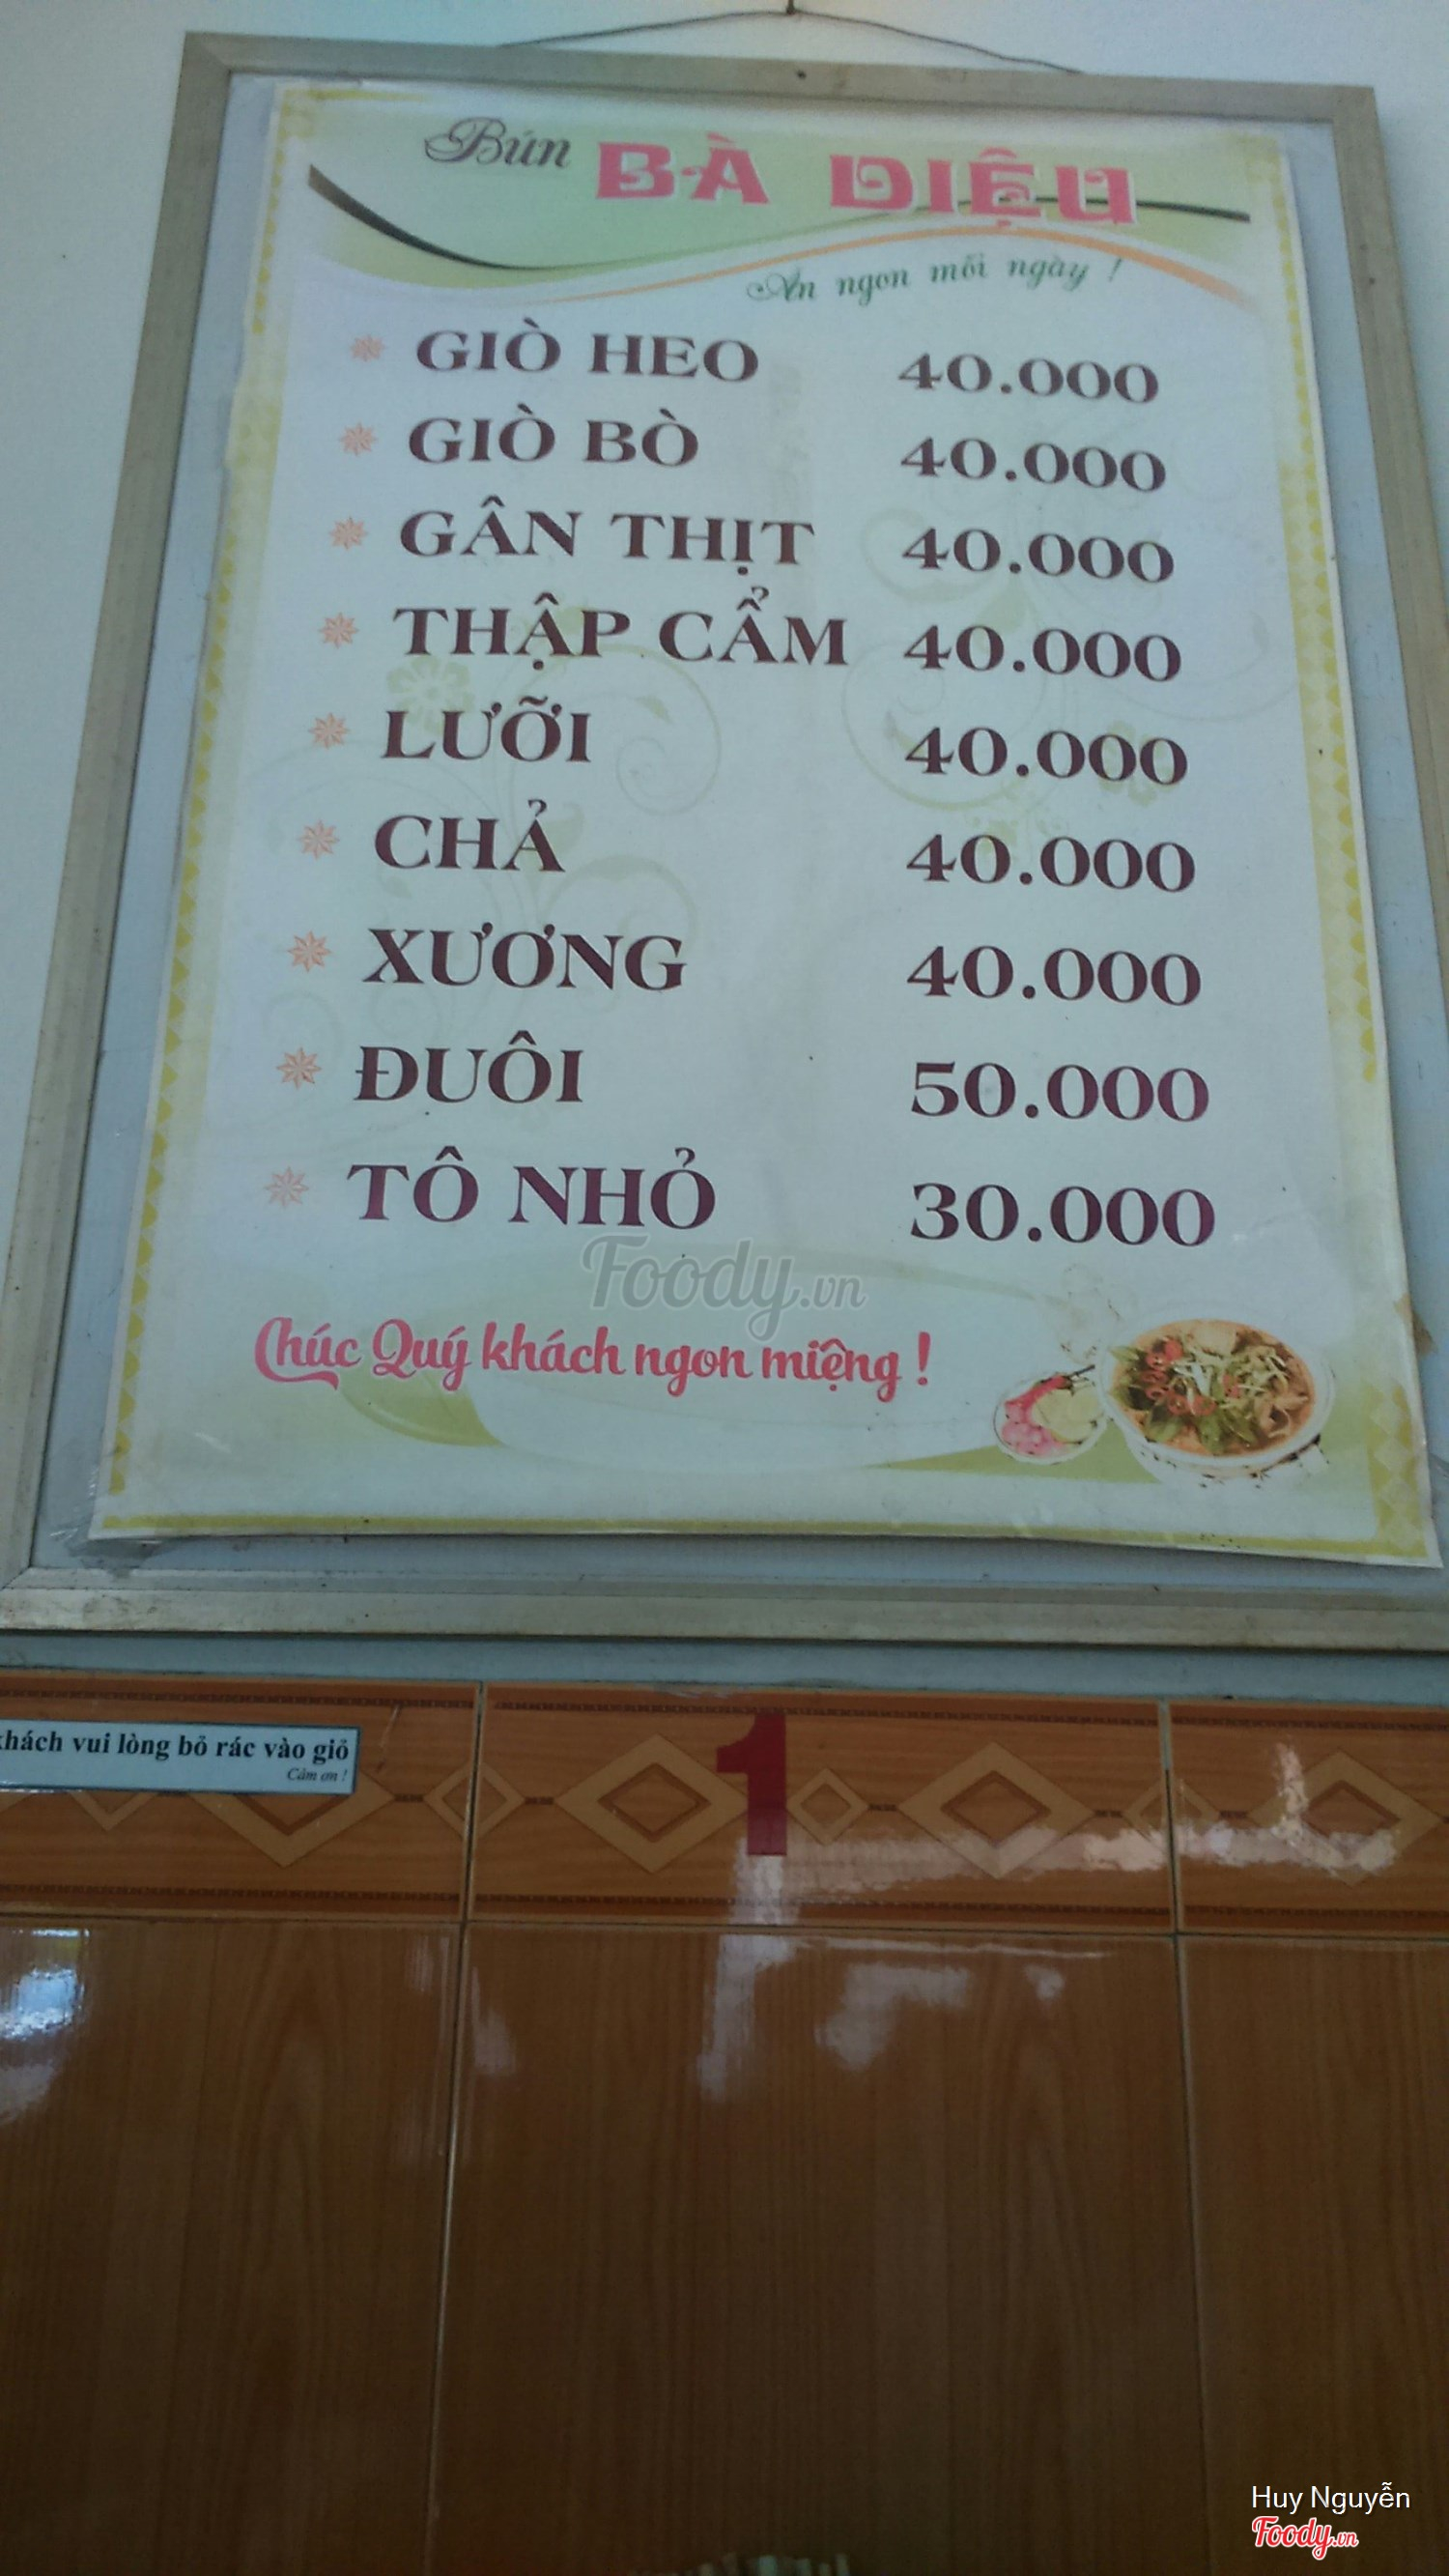 Bún BÀ DIỆU
Ăn ngon mỗi ngày !
GIÒ HEO 40.000
GIÒ BÒ 40.000
GÂN THỊT 40.000
THẬP CẨM 40.000
LƯỠI 40.000
CHẢ 40.000
XƯƠNG 40.000
ĐUÔI 50.000
TÔ NHỎ 30.000
Foody.vn
Chúc Quý khách ngon miệng !
khách vui lòng bỏ rác vào giỏ
Cám ơn !
1
Huy Nguyễn
Foody.vn